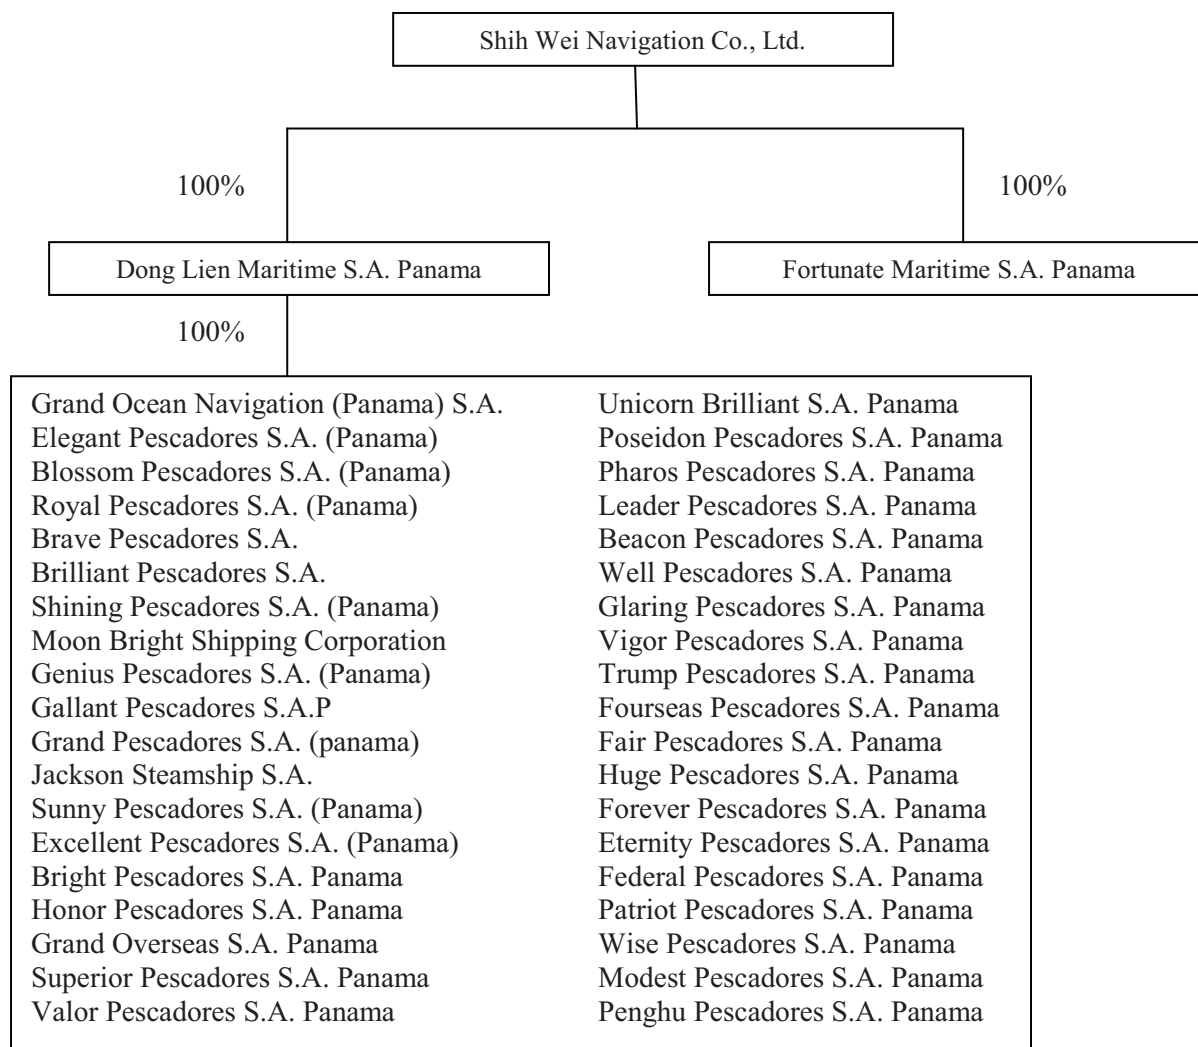 Shih Wei Navigation Co., Ltd.
100%
100%
Dong Lien Maritime S.A. Panama
Fortunate Maritime S.A. Panama
100%
Grand Ocean Navigation (Panama) S.A.
Elegant Pescadores S.A. (Panama)
Blossom Pescadores S.A. (Panama)
Royal Pescadores S.A. (Panama)
Brave Pescadores S.A.
Brilliant Pescadores S.A.
Shining Pescadores S.A. (Panama)
Moon Bright Shipping Corporation
Genius Pescadores S.A. (Panama)
Gallant Pescadores S.A.P
Grand Pescadores S.A. (panama)
Jackson Steamship S.A.
Sunny Pescadores S.A. (Panama)
Excellent Pescadores S.A. (Panama)
Bright Pescadores S.A. Panama
Honor Pescadores S.A. Panama
Grand Overseas S.A. Panama
Superior Pescadores S.A. Panama
Valor Pescadores S.A. Panama
Unicorn Brilliant S.A. Panama
Poseidon Pescadores S.A. Panama
Pharos Pescadores S.A. Panama
Leader Pescadores S.A. Panama
Beacon Pescadores S.A. Panama
Well Pescadores S.A. Panama
Glaring Pescadores S.A. Panama
Vigor Pescadores S.A. Panama
Trump Pescadores S.A. Panama
Fourseas Pescadores S.A. Panama
Fair Pescadores S.A. Panama
Huge Pescadores S.A. Panama
Forever Pescadores S.A. Panama
Eternity Pescadores S.A. Panama
Federal Pescadores S.A. Panama
Patriot Pescadores S.A. Panama
Wise Pescadores S.A. Panama
Modest Pescadores S.A. Panama
Penghu Pescadores S.A. Panama